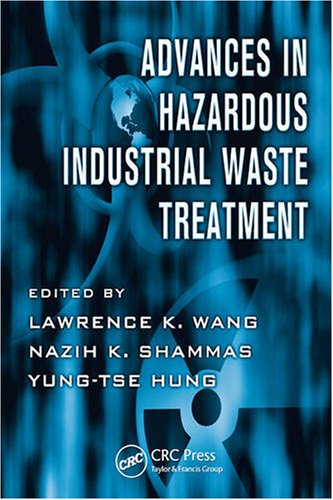 ADVANCES IN
HAZARDOUS
INDUSTRIAL WASTE
TREATMENT
EDITED BY
LAWRENCE K. WANG
NAZIH K. SHAMMAS
YUNG-TSE HUNG
CRC
CRC Press
Taylor & Francis Group